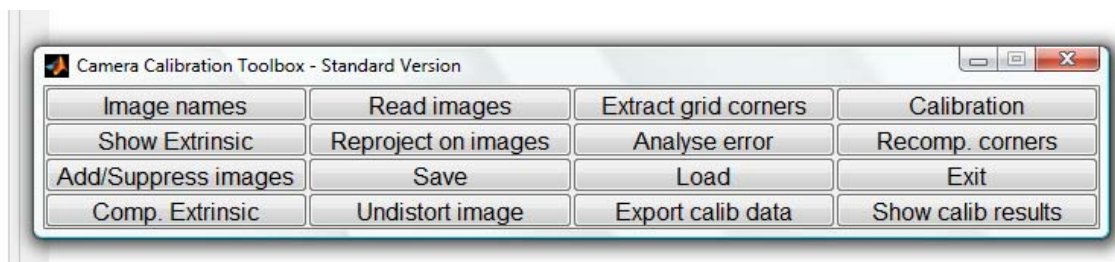 Camera Calibration Toolbox - Standard Version
Image names Read images Extract grid corners Calibration
Show Extrinsic Reproject on images Analyse error Recomp. corners
Add/Suppress images Save Load Exit
Comp. Extrinsic Undistort image Export calib data Show calib results